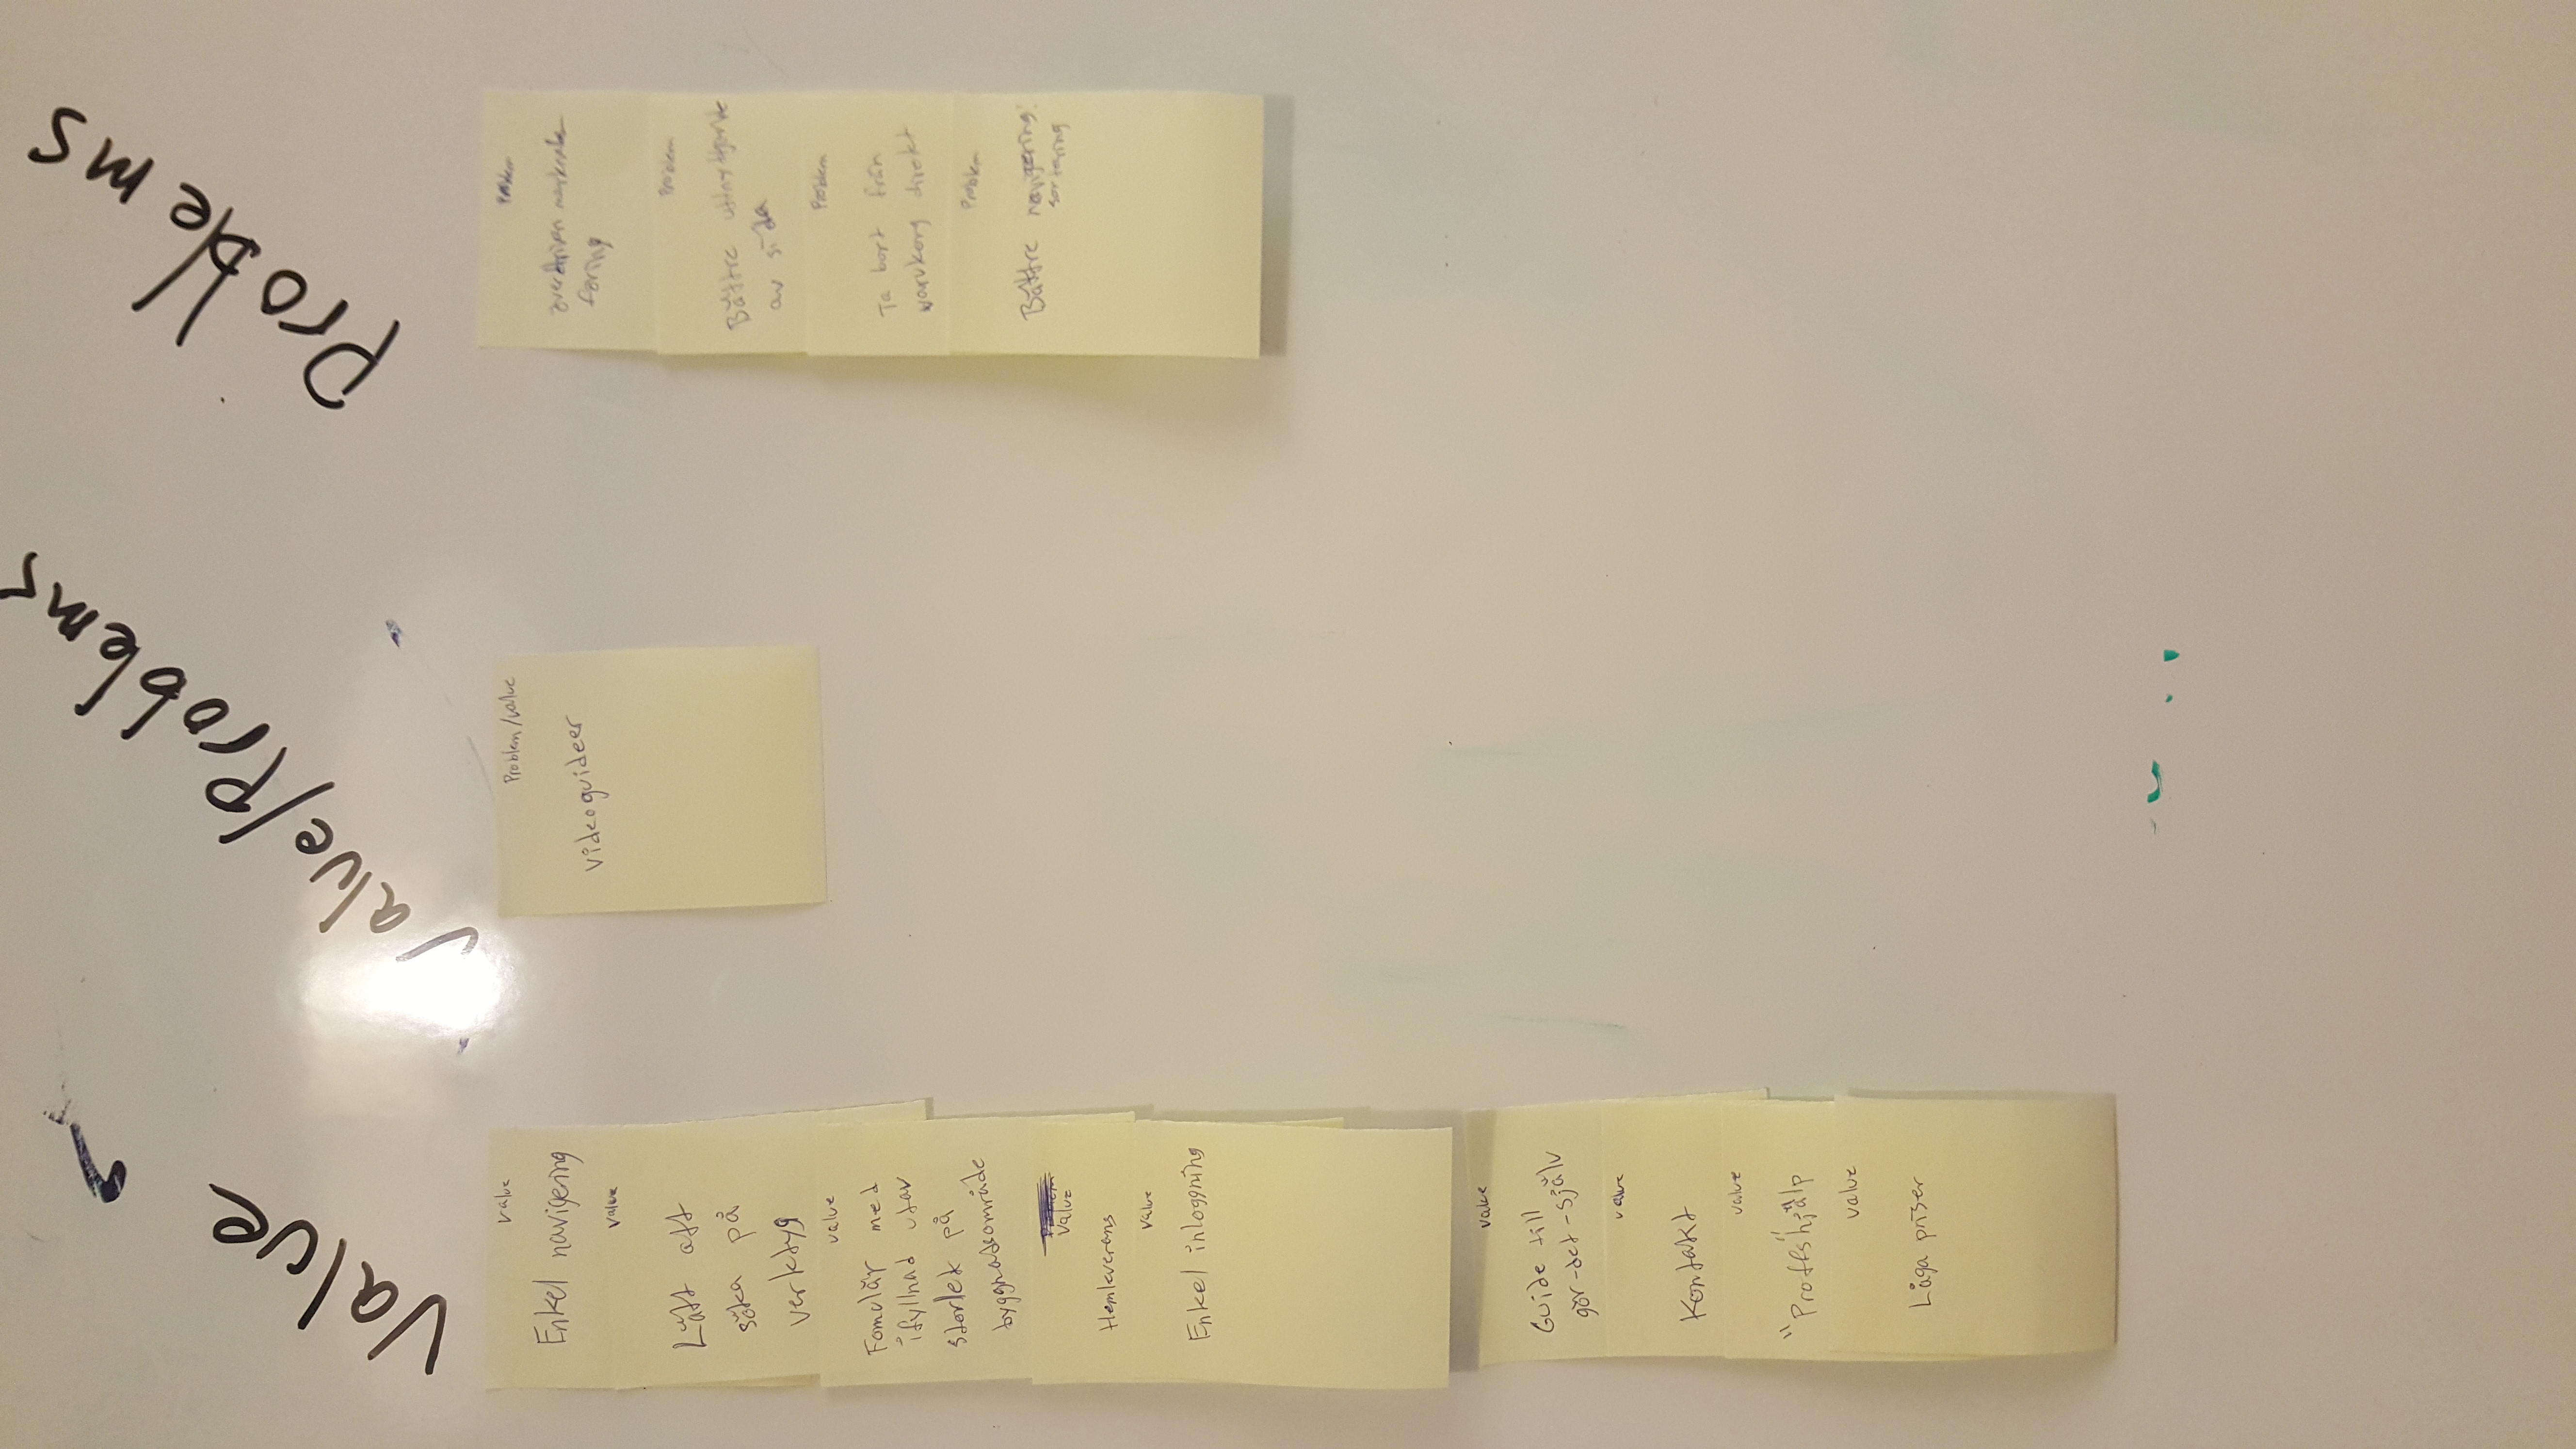 Value
Value/Problems
Problems
Value
Enkel navigering
Value
Lätt att
söka på
verktyg
value
Fomulär med
ifyllnad utav
storlek på
byggnadsområde
Value
Hemleverans
Value
Enkel inloggning
value
Guide till
gör-det-själv
value
Kontakt
value
"Proffs"hjälp
value
Låga priser
Problem/value
Videoguideer
Problem
överdriven marknads
föring
Problem
Bättre utnyttjande
av sida
Problem
Ta bort från
varukorg direkt
Problem
Bättre navigering:
sortering